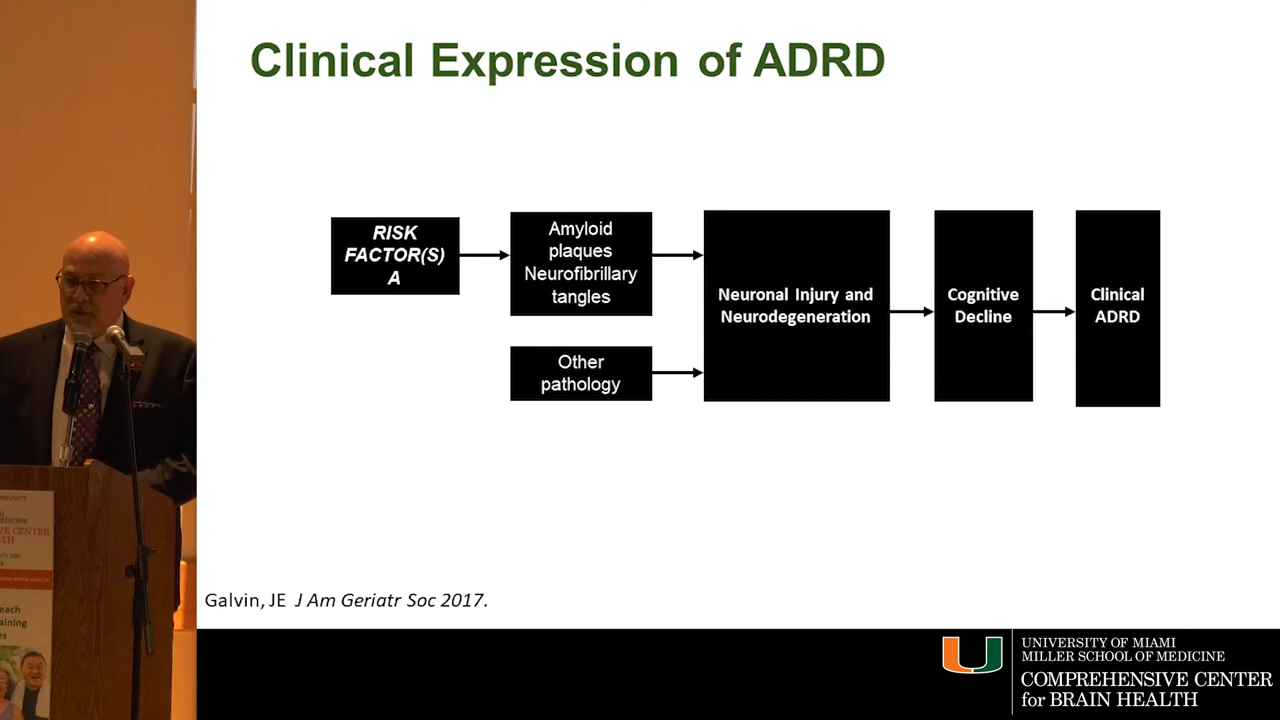 Clinical Expression of ADRD
RISK
FACTOR(S)
A
Amyloid
plaques
Neurofibrillary
tangles
Other
pathology
Neuronal Injury and
Neurodegeneration
Cognitive
Decline
Clinical
ADRD
Galvin, JE J Am Geriatr Soc 2017.
UNIVERSITY OF MIAMI
MILLER SCHOOL OF MEDICINE
COMPREHENSIVE CENTER
for BRAIN HEALTH